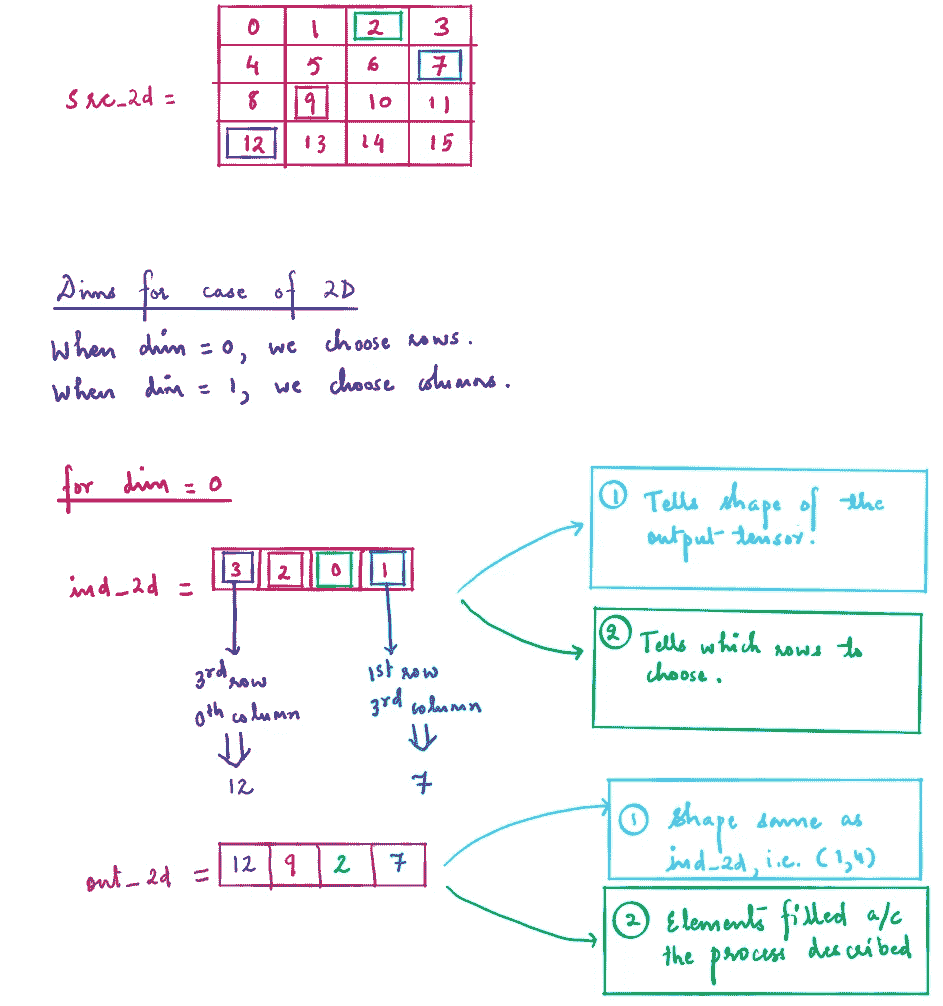 0 1 2 3
4 5 6 7
src_2d =
8 9 10 11
12 13 14 15
Dims for case of 2D
When dim = 0, we choose rows.
When dim = 1, we choose columns.
for dim = 0
ind_2d = 3 2 0 1
3rd row
0th column
12
1st row
3rd column
7
① Tells shape of the
output tensor.
② Tells which rows to
choose.
out_2d = 12 9 2 7
① Shape same as
ind_2d, i.e. (1,4)
② Elements filled a/c
the process described